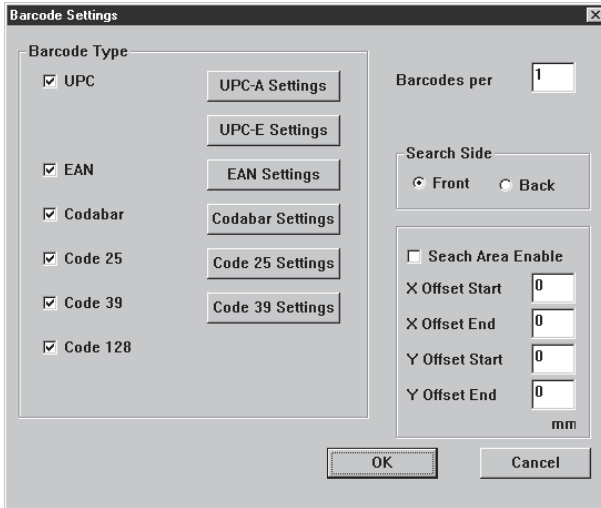 Barcode Settings
Barcode Type
UPC
UPC-A Settings
UPC-E Settings
EAN
EAN Settings
Codabar
Codabar Settings
Code 25
Code 25 Settings
Code 39
Code 39 Settings
Code 128
Barcodes per
1
Search Side
Front
Back
Seach Area Enable
X Offset Start
0
X Offset End
0
Y Offset Start
0
Y Offset End
0
mm
OK
Cancel